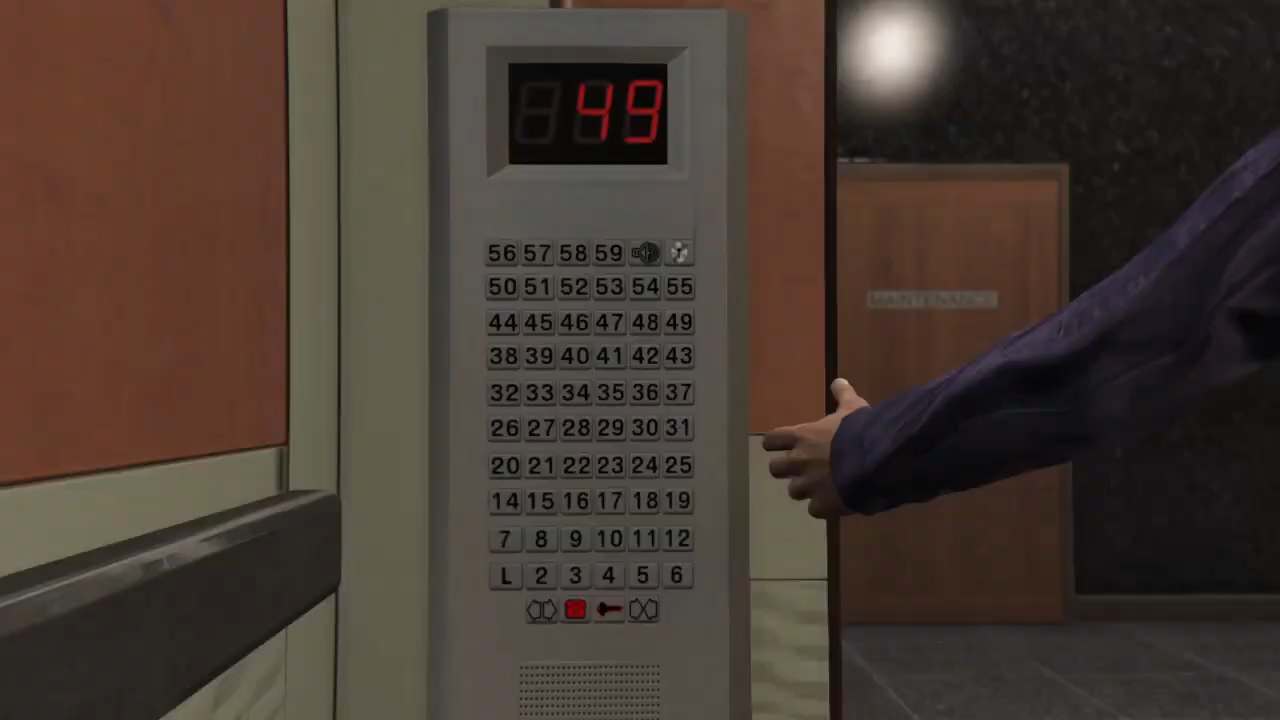 49
56 57 58 59
50 51 52 53 54 55
44 45 46 47 48 49
38 39 40 41 42 43
MAINTENANCE
32 33 34 35 36 37
26 27 28 29 30 31
20 21 22 23 24 25
14 15 16 17 18 19
7 8 9 10 11 12
L 2 3 4 5 6